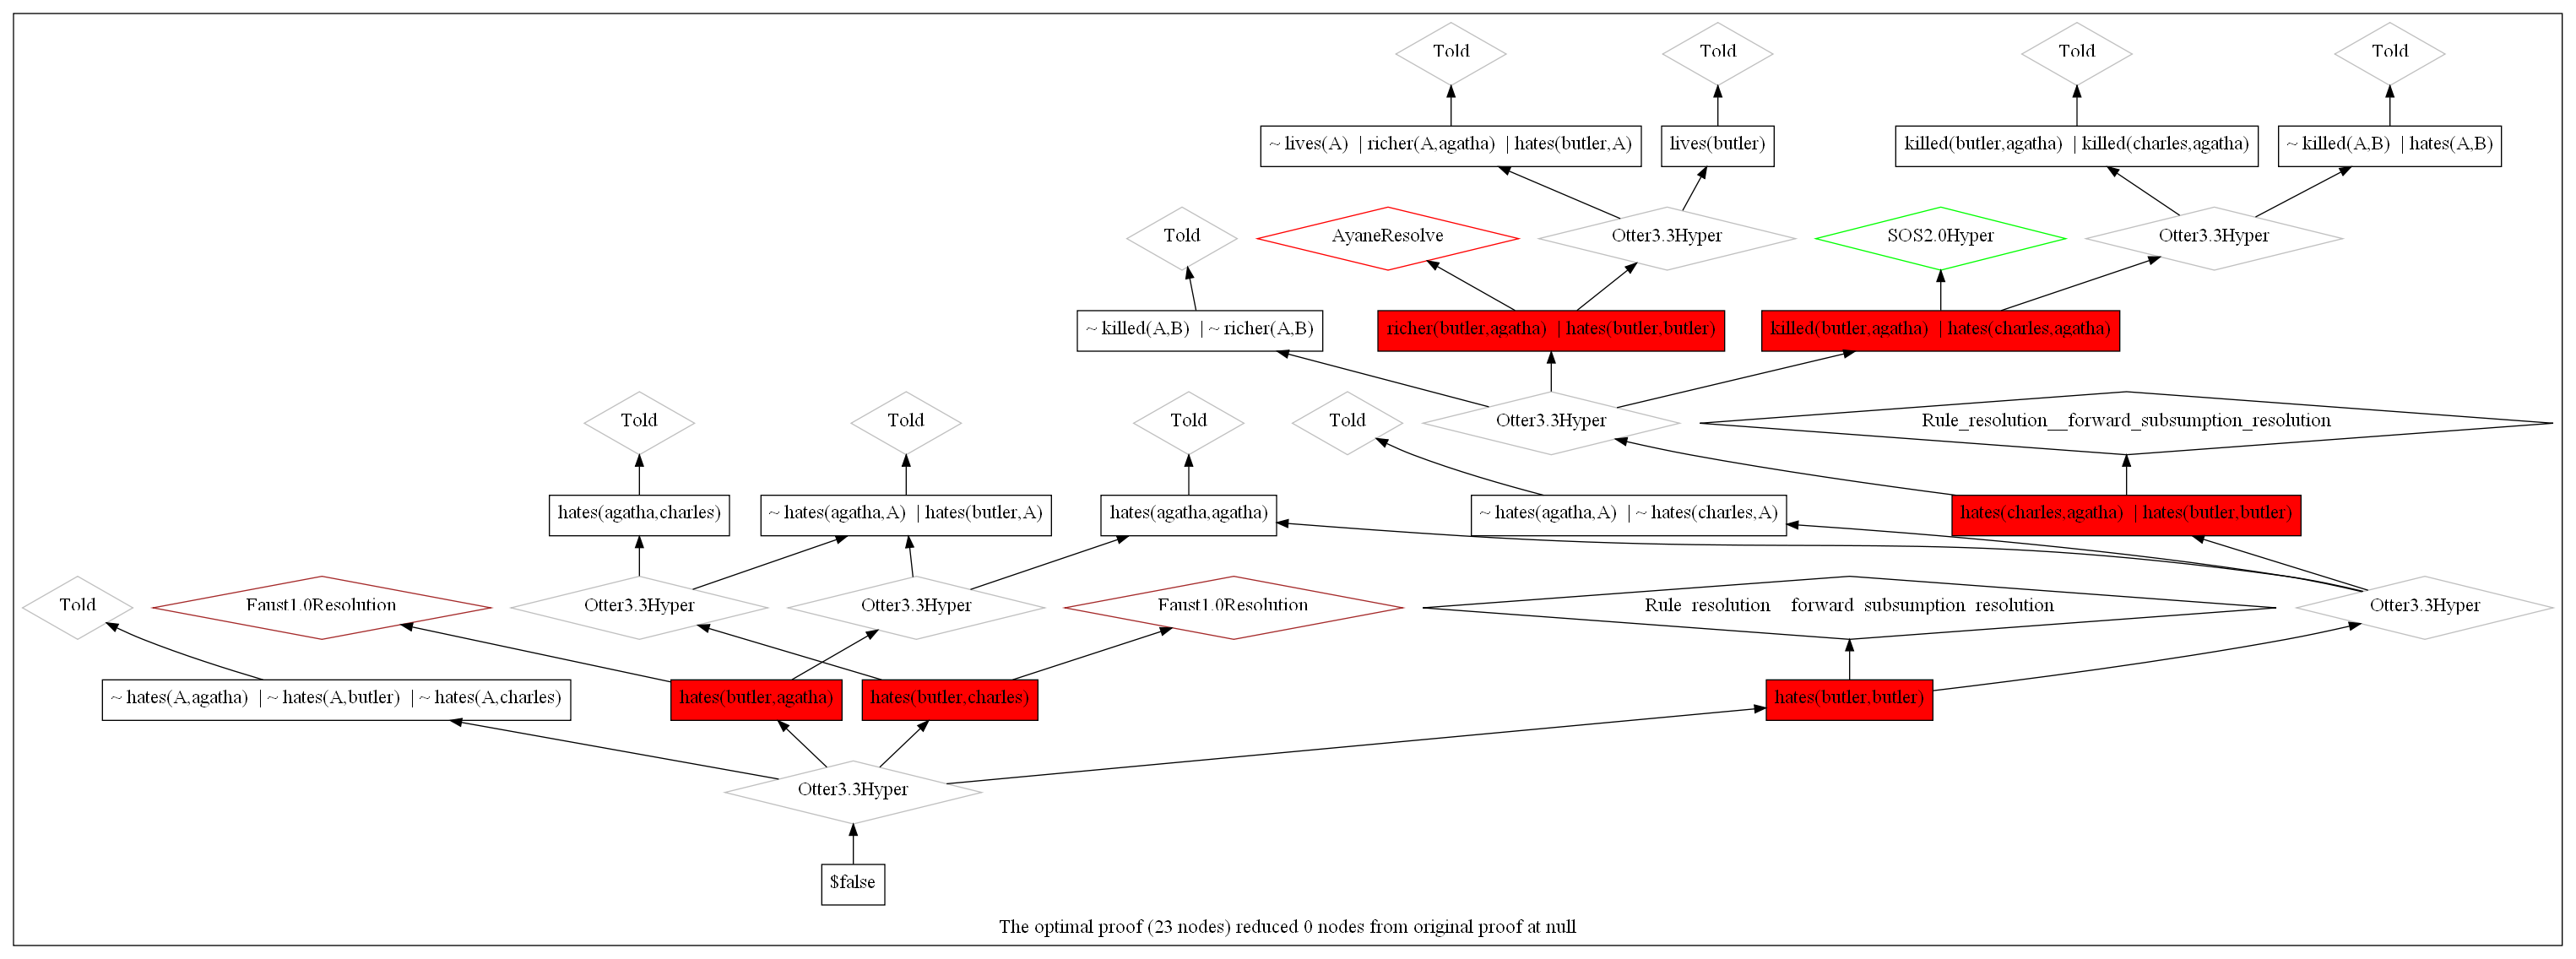 Told
Told
Told
Told
~ lives(A) | richer(A,agatha) | hates(butler,A)
lives(butler)
killed(butler,agatha) | killed(charles,agatha)
~ killed(A,B) | hates(A,B)
Told
AyaneResolve
Otter3.3Hyper
SOS2.0Hyper
Otter3.3Hyper
~ killed(A,B) | ~ richer(A,B)
richer(butler,agatha) | hates(butler,butler)
killed(butler,agatha) | hates(charles,agatha)
Told
Told
Told
Told
Otter3.3Hyper
Rule_resolution__forward_subsumption_resolution
hates(agatha,charles)
~ hates(agatha,A) | hates(butler,A)
hates(agatha,agatha)
~ hates(agatha,A) | ~ hates(charles,A)
hates(charles,agatha) | hates(butler,butler)
Told
Faust1.0Resolution
Otter3.3Hyper
Otter3.3Hyper
Faust1.0Resolution
Rule resolution  forward subsumption resolution
Otter3.3Hyper
~ hates(A,agatha) | ~ hates(A,butler) | ~ hates(A,charles)
hates(butler,agatha)
hates(butler,charles)
hates(butler,butler)
Otter3.3Hyper
$false
The optimal proof (23 nodes) reduced 0 nodes from original proof at null